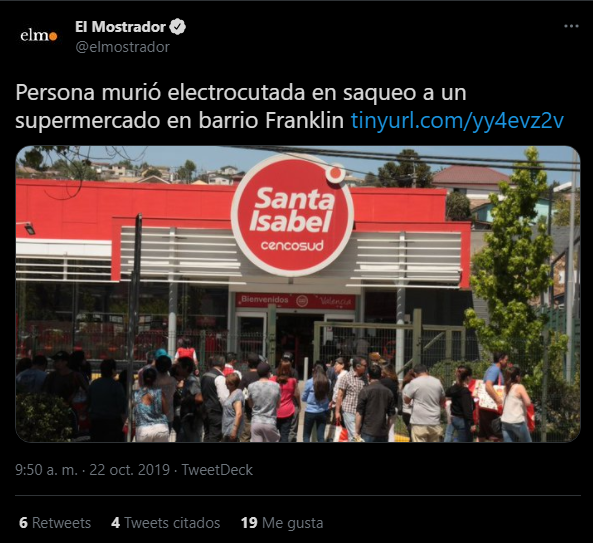 elmo
El Mostrador
@elmostrador
Persona murió electrocutada en saqueo a un
supermercado en barrio Franklin tinyurl.com/yy4evz2v
Santa
Isabel
cencosud
Bienvenidos
Valencia
9:50 a. m. · 22 oct. 2019 · TweetDeck
6 Retweets 4 Tweets citados 19 Me gusta